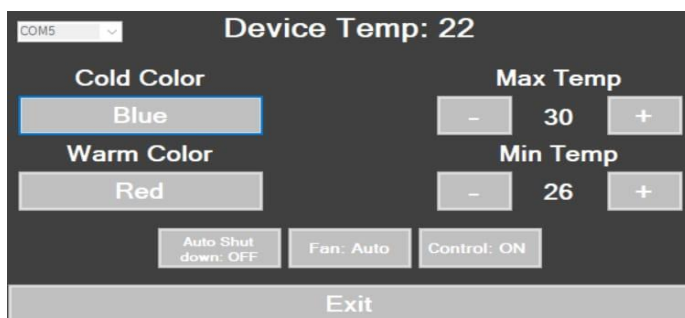 COM5
Device Temp: 22
Cold Color
Max Temp
Blue
- 30 +
Warm Color
Min Temp
Red
- 26 +
Auto Shut
down: OFF
Fan: Auto
Control: ON
Exit